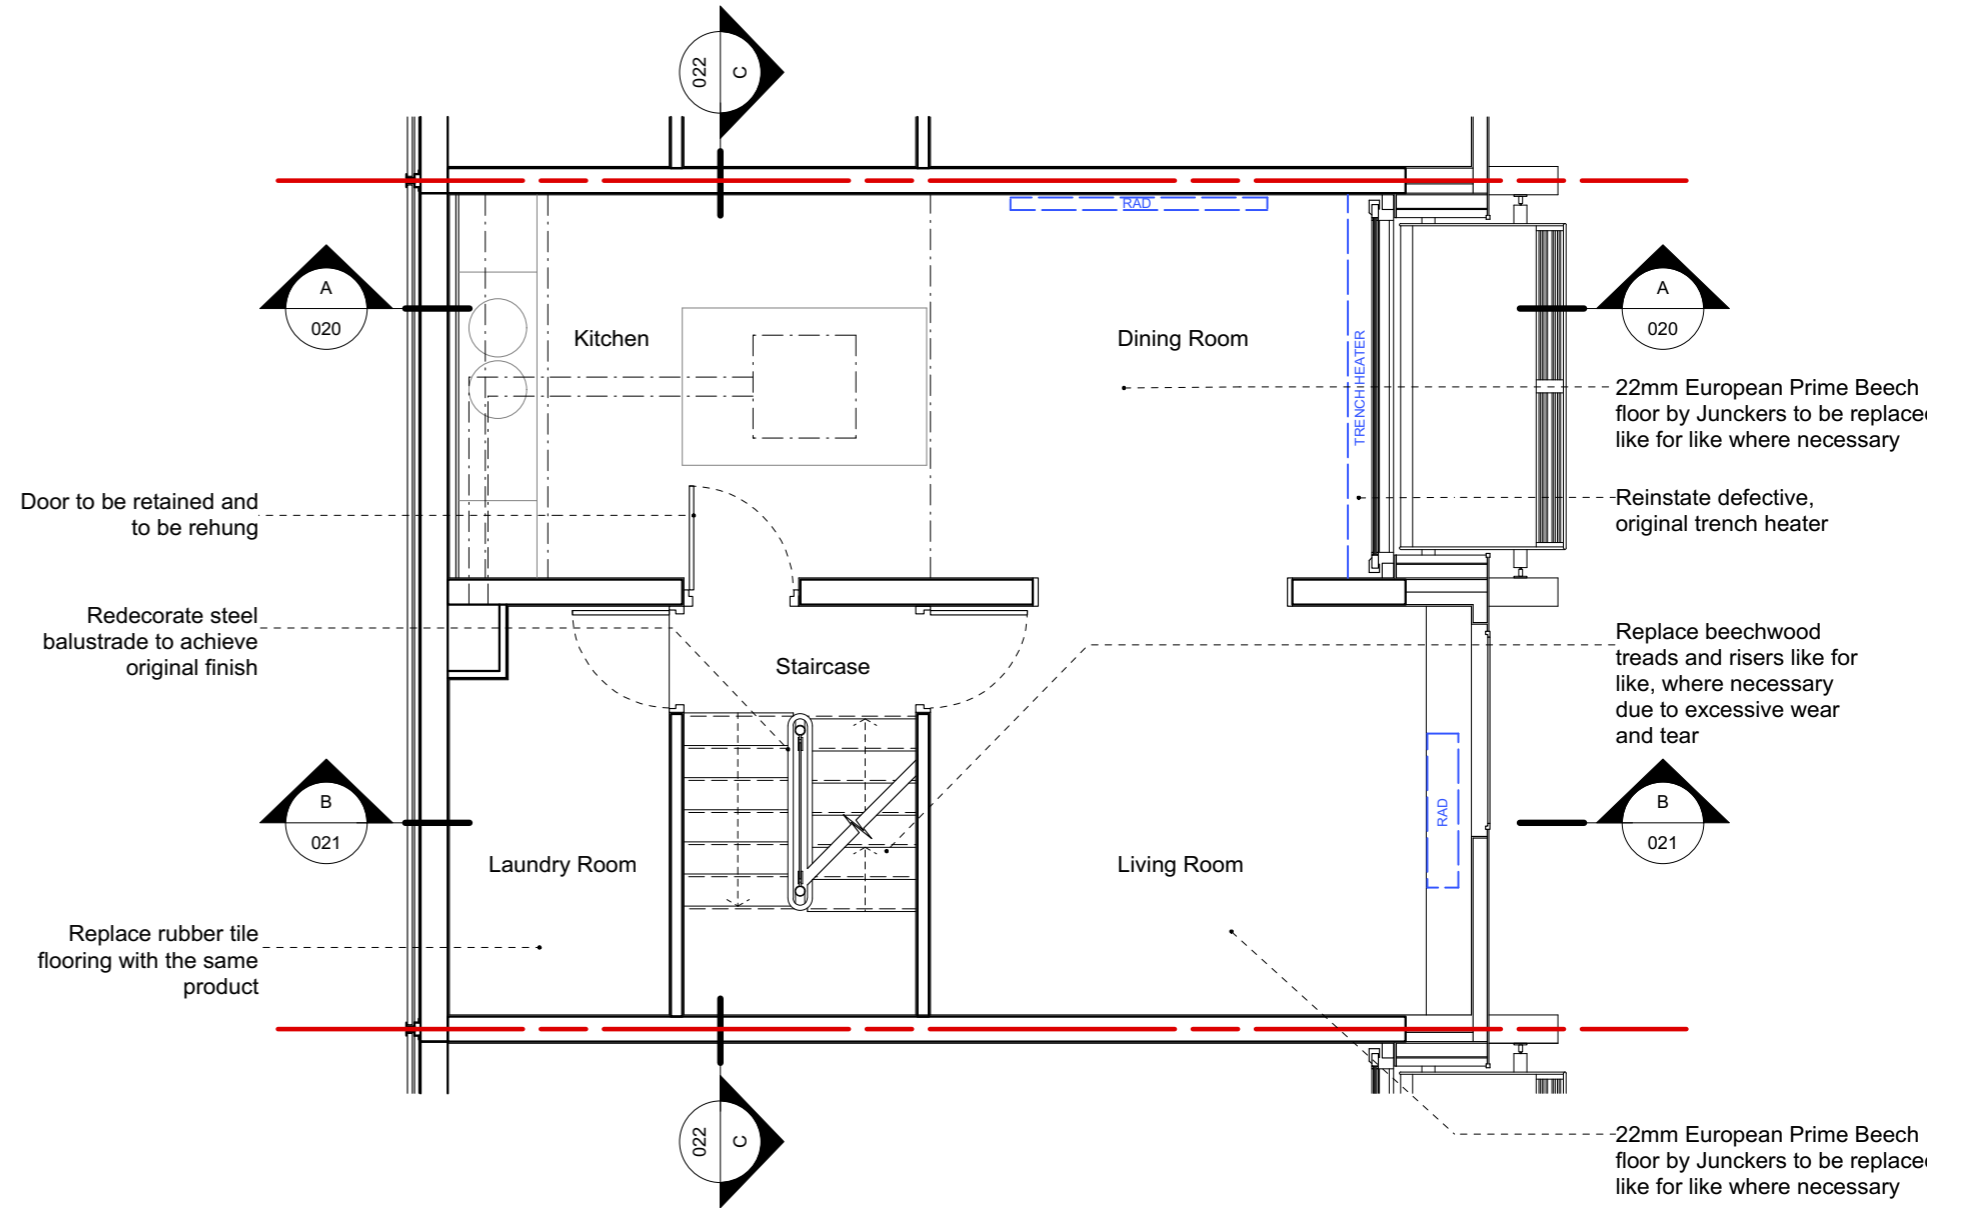 022
C
RAD
A
020
A
020
Kitchen
Dining Room
TRENCH HEATER
22mm European Prime Beech
floor by Junckers to be replace
like for like where necessary
Door to be retained and
to be rehung
Reinstate defective,
original trench heater
Redecorate steel
balustrade to achieve
original finish
Staircase
Replace beechwood
treads and risers like for
like, where necessary
due to excessive wear
and tear
B
021
RAD
B
021
Laundry Room
Living Room
Replace rubber tile
flooring with the same
product
022
C
22mm European Prime Beech
floor by Junckers to be replace
like for like where necessary